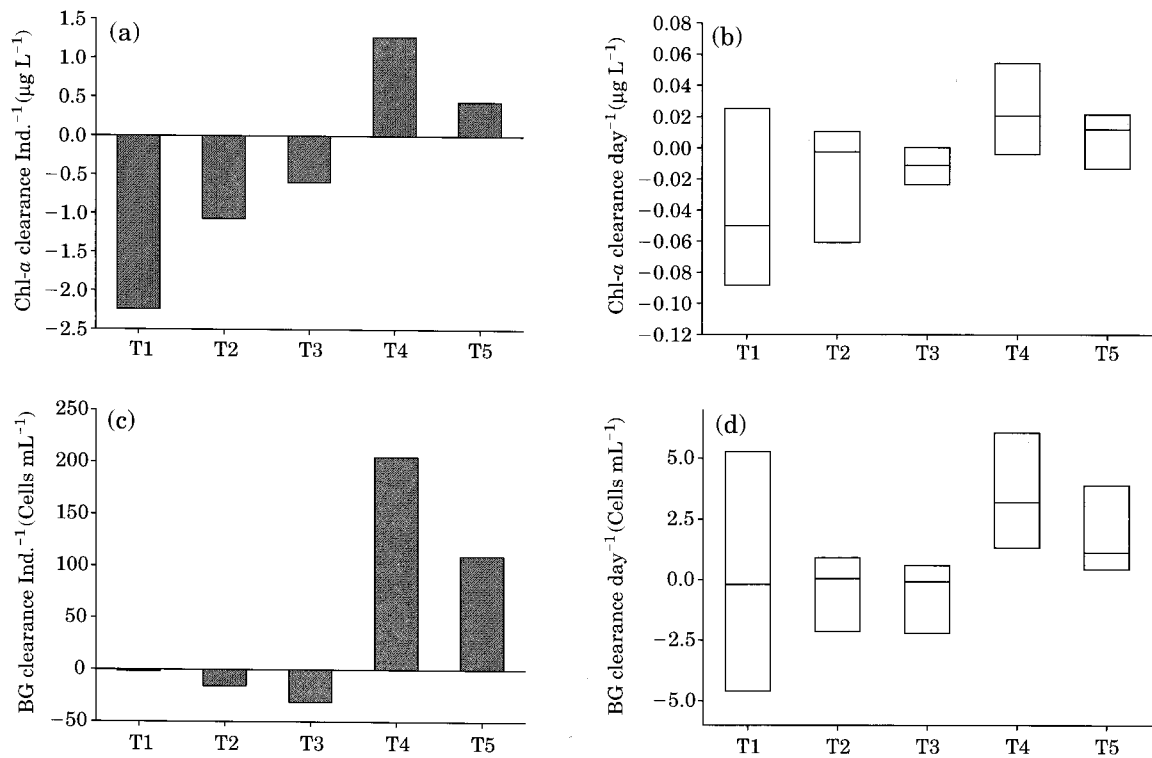 (a)
Chl-a clearance Ind.⁻¹ (μg L⁻¹)
1.5
1.0
0.5
0.0
−0.5
−1.0
−1.5
−2.0
−2.5
T1 T2 T3 T4 T5
(b)
Chl-a clearance day⁻¹ (μg L⁻¹)
0.08
0.06
0.04
0.02
0.00
−0.02
−0.04
−0.06
−0.08
−0.10
−0.12
T1 T2 T3 T4 T5
(c)
BG clearance Ind.⁻¹ (Cells mL⁻¹)
250
200
150
100
50
0
−50
T1 T2 T3 T4 T5
(d)
BG clearance day⁻¹ (Cells mL⁻¹)
5.0
2.5
0.0
−2.5
−5.0
T1 T2 T3 T4 T5